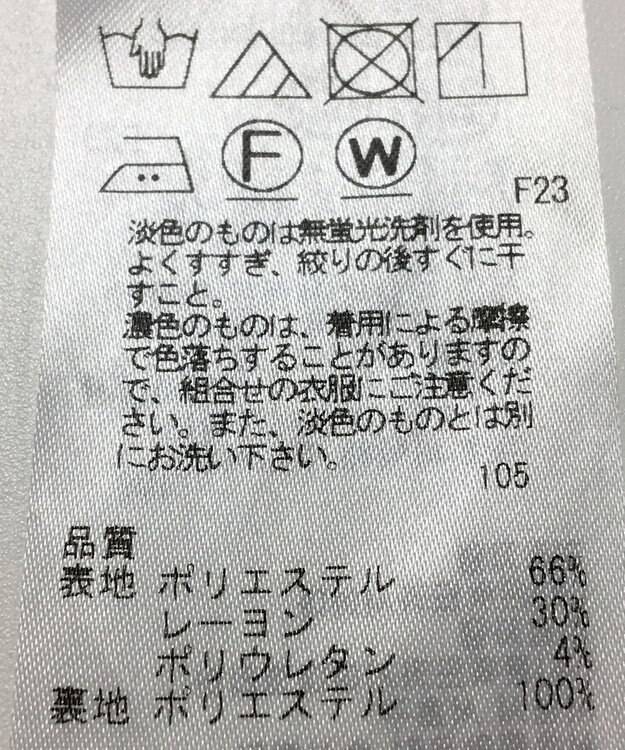 F W
F23
淡色のものは無蛍光洗剤を使用。
よくすすぎ、絞りの後すぐに干
すこと。
濃色のものは、着用による摩擦
で色落ちすることがありますの
で、組合せの衣服にご注意くだ
さい。また、淡色のものとは別
にお洗い下さい。
105
品質
表地 ポリエステル 66%
レーヨン 30%
ポリウレタン 4%
裏地 ポリエステル 100%